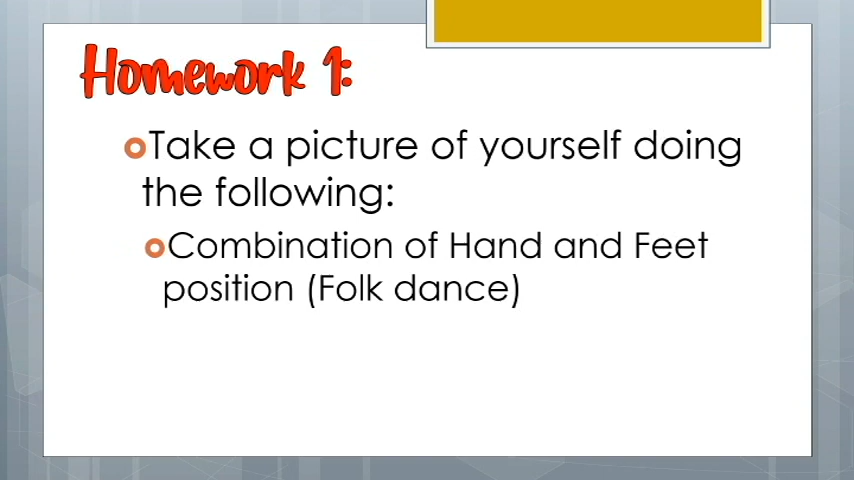 Homework 1:
Take a picture of yourself doing
the following:
Combination of Hand and Feet
position (Folk dance)